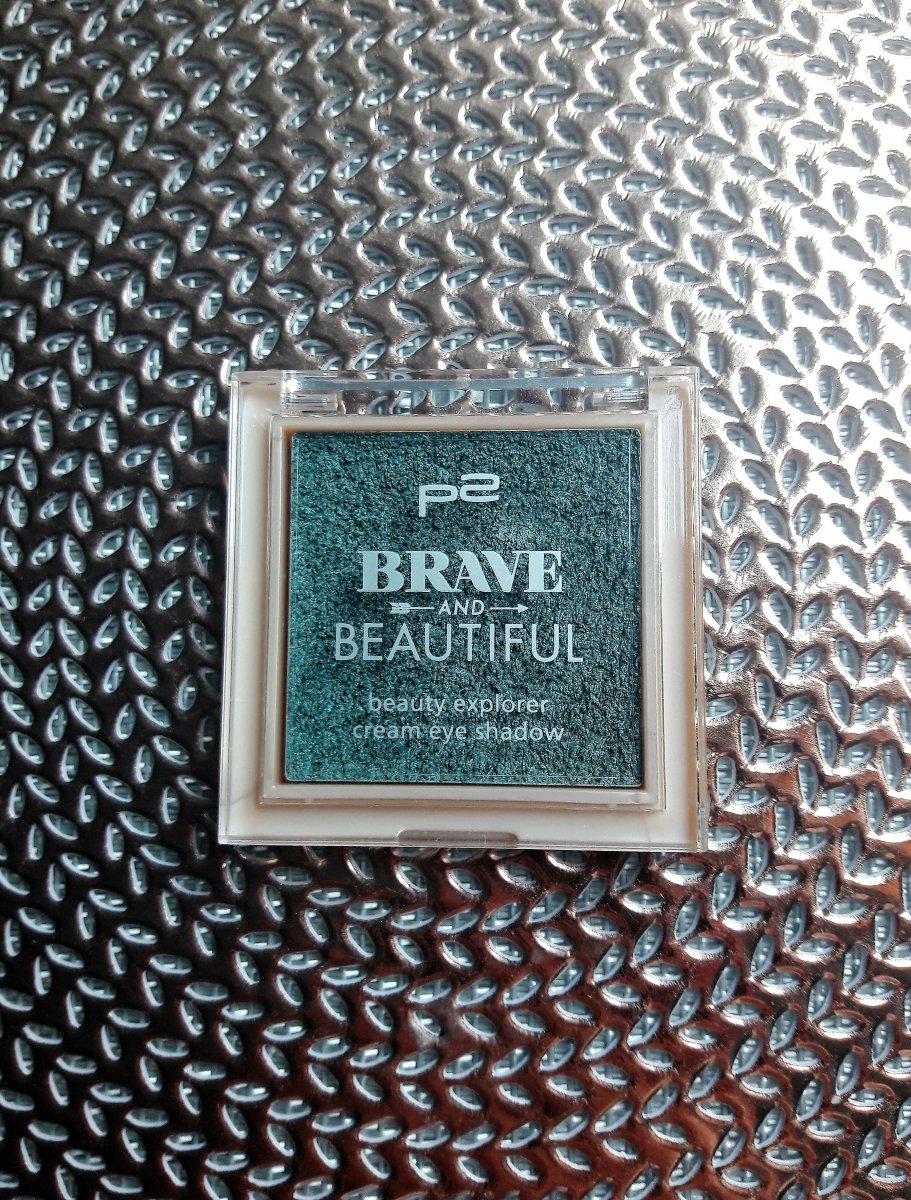 p2
BRAVE
AND
BEAUTIFUL
beauty explorer
cream eye shadow